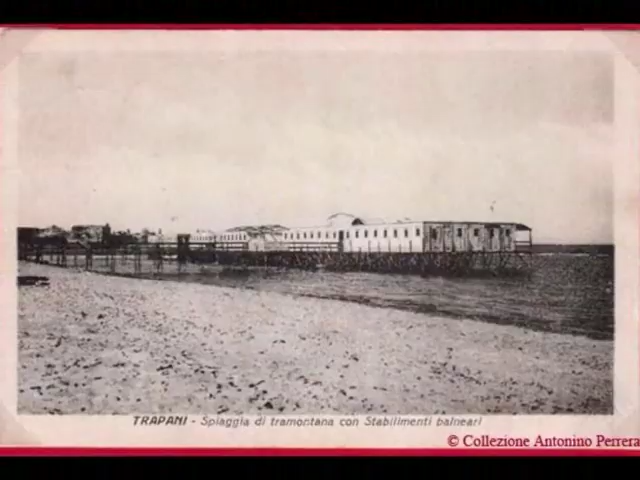 TRAPANI - Spiaggia di tramontana con Stabilimenti balneari
© Collezione Antonino Perrera